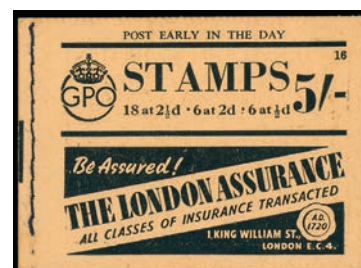 POST EARLY IN THE DAY
16
GPO
STAMPS 5/-
18 at 2½d · 6 at 2d : 6 at ½d
Be Assured!
THE LONDON ASSURANCE
ALL CLASSES OF INSURANCE TRANSACTED
1, KING WILLIAM ST.,
LONDON E.C.4.
A.D.
1720